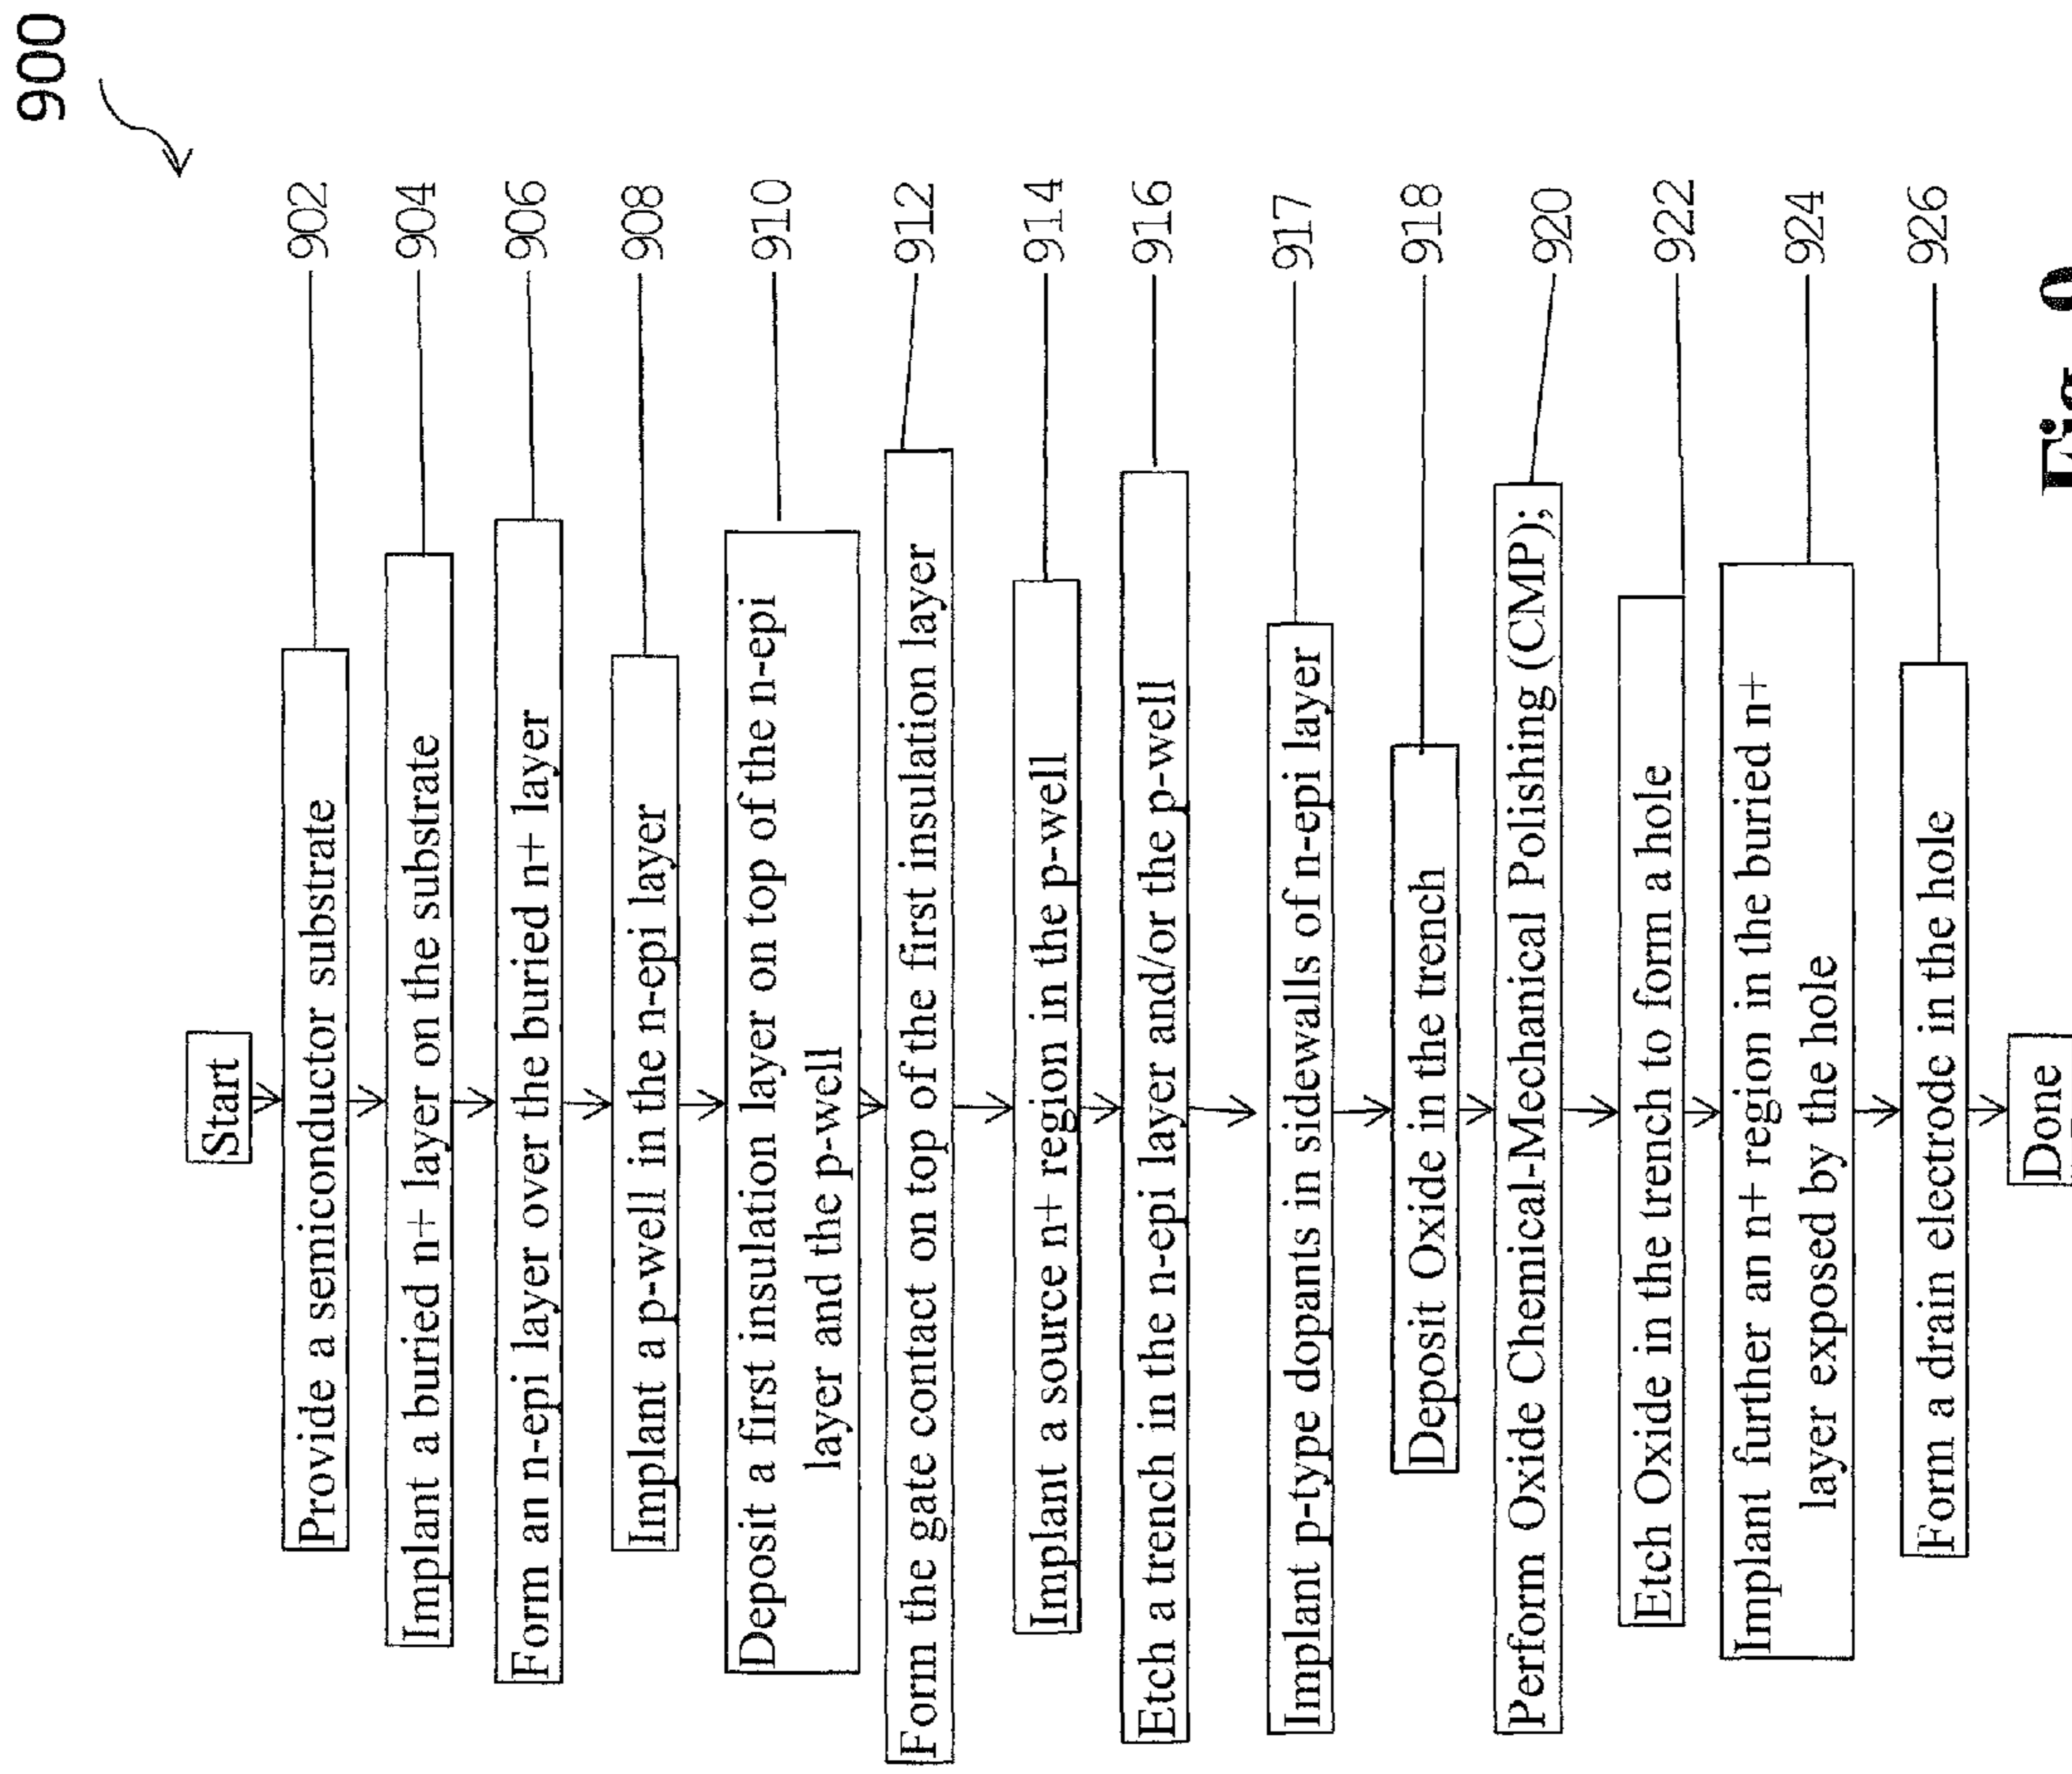 900
Start
Provide a semiconductor substrate
902
Implant a buried n+ layer on the substrate
904
Form an n-epi layer over the buried n+ layer
906
Implant a p-well in the n-epi layer
908
Deposit a first insulation layer on top of the n-epi
layer and the p-well
910
Form the gate contact on top of the first insulation layer
912
Implant a source n+ region in the p-well
914
Etch a trench in the n-epi layer and/or the p-well
916
Implant p-type dopants in sidewalls of n-epi layer
917
Deposit Oxide in the trench
918
Perform Oxide Chemical-Mechanical Polishing (CMP);
920
Etch Oxide in the trench to form a hole
922
Implant further an n+ region in the buried n+
layer exposed by the hole
924
Form a drain electrode in the hole
926
Done
Fig. 9